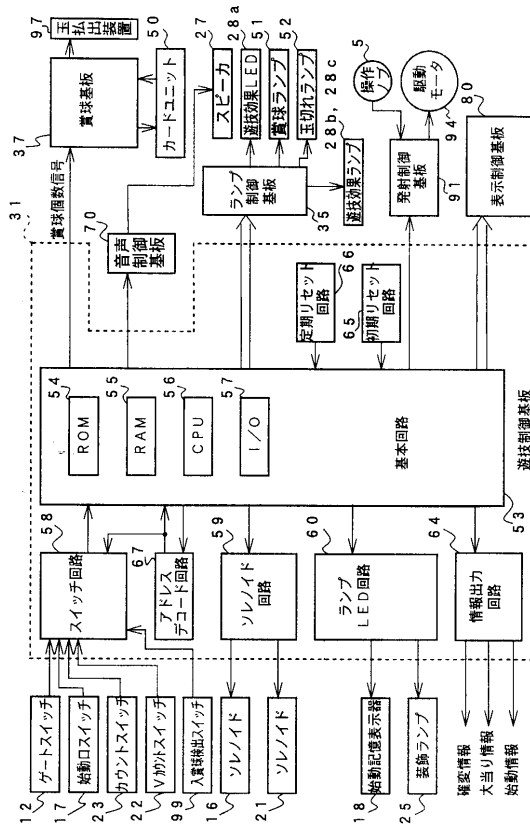 12
ゲートスイッチ
17
始動口スイッチ
23
カウントスイッチ
22
Vカウントスイッチ
99
入賞球検出スイッチ
16
ソレノイド
21
ソレノイド
18
始動記憶表示器
25
装飾ランプ
確変情報
大当り情報
始動情報
58
スイッチ回路
67
アドレス
デコード回路
59
ソレノイド
回路
60
ランプ
LED回路
64
情報出力
回路
54
ROM
55
RAM
56
CPU
57
I/O
基本回路
53
遊技制御基板
31
賞球個数信号
70
音声
制御基板
定期リセット
回路
66
65
初期リセット
回路
37
賞球基板
97
玉払出装置
カードユニット
50
27
スピーカ
28a
遊技効果LED
51
賞球ランプ
52
玉切れランプ
28b, 28c
遊技効果ランプ
ランプ
制御基板
35
5
操作
ノブ
駆動
モータ
94
発射制御
基板
91
80
表示制御基板